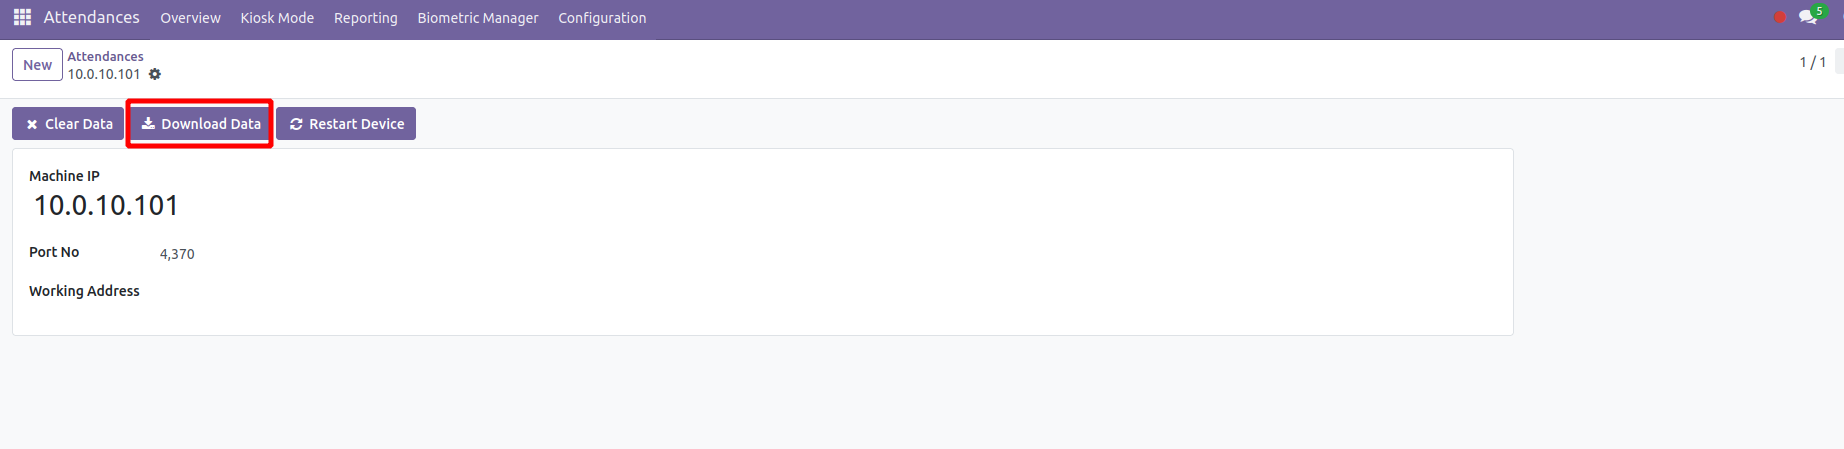 Attendances Overview Kiosk Mode Reporting Biometric Manager Configuration 5
New Attendances
10.0.10.101 1 / 1
Clear Data Download Data Restart Device
Machine IP
10.0.10.101
Port No 4,370
Working Address